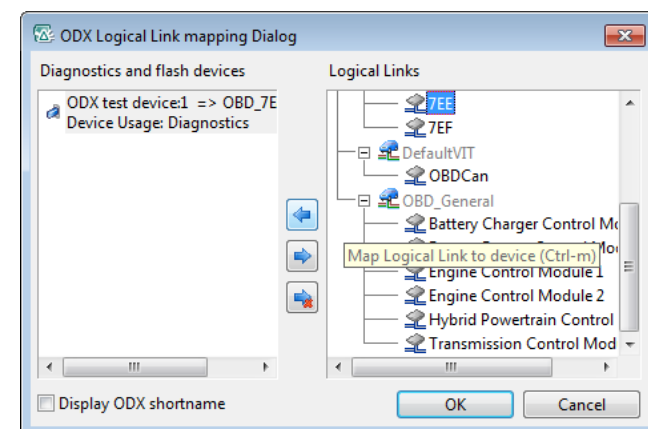 ODX Logical Link mapping Dialog
Diagnostics and flash devices
Logical Links
ODX test device:1 => OBD_7E
Device Usage: Diagnostics
7EE
7EF
DefaultVIT
OBDCan
OBD_General
Battery Charger Control Mo
Map Logical Link to device (Ctrl-m)
Engine Control Module 1
Engine Control Module 2
Hybrid Powertrain Control
Transmission Control Mod
Display ODX shortname
OK
Cancel